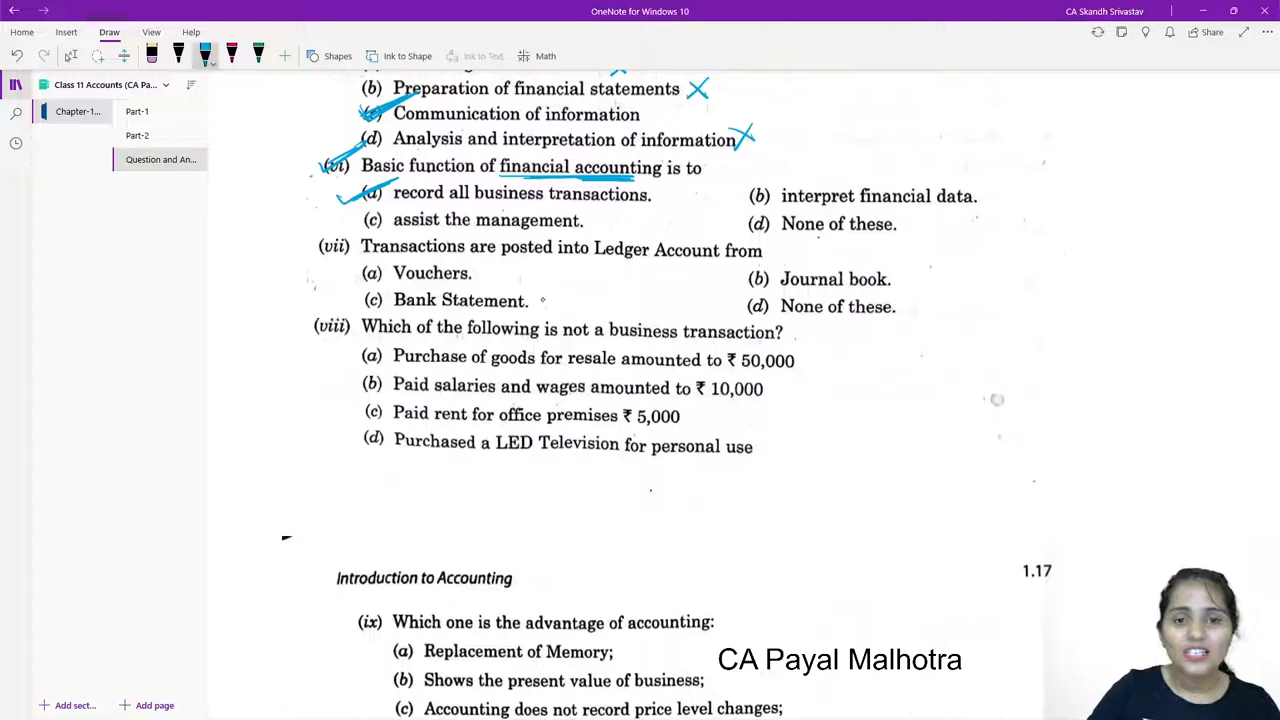 OneNote for Windows 10
CA Skandh Srivastav
Home Insert Draw View Help
Share
Shapes
Ink to Shape
Ink to Text
Math
Class 11 Accounts (CA Pa...
Chapter-1...
Part-1
Part-2
Question and An...
(b) Preparation of financial statements
Communication of information
(d) Analysis and interpretation of information
(vi) Basic function of financial accounting is to
(a) record all business transactions. (b) interpret financial data.
(c) assist the management. (d) None of these.
(vii) Transactions are posted into Ledger Account from
(a) Vouchers. (b) Journal book.
(c) Bank Statement. (d) None of these.
(viii) Which of the following is not a business transaction?
(a) Purchase of goods for resale amounted to ₹ 50,000
(b) Paid salaries and wages amounted to ₹ 10,000
(c) Paid rent for office premises ₹ 5,000
(d) Purchased a LED Television for personal use
Introduction to Accounting 1.17
(ix) Which one is the advantage of accounting:
(a) Replacement of Memory;
(b) Shows the present value of business;
(c) Accounting does not record price level changes;
CA Payal Malhotra
Add sect...
Add page